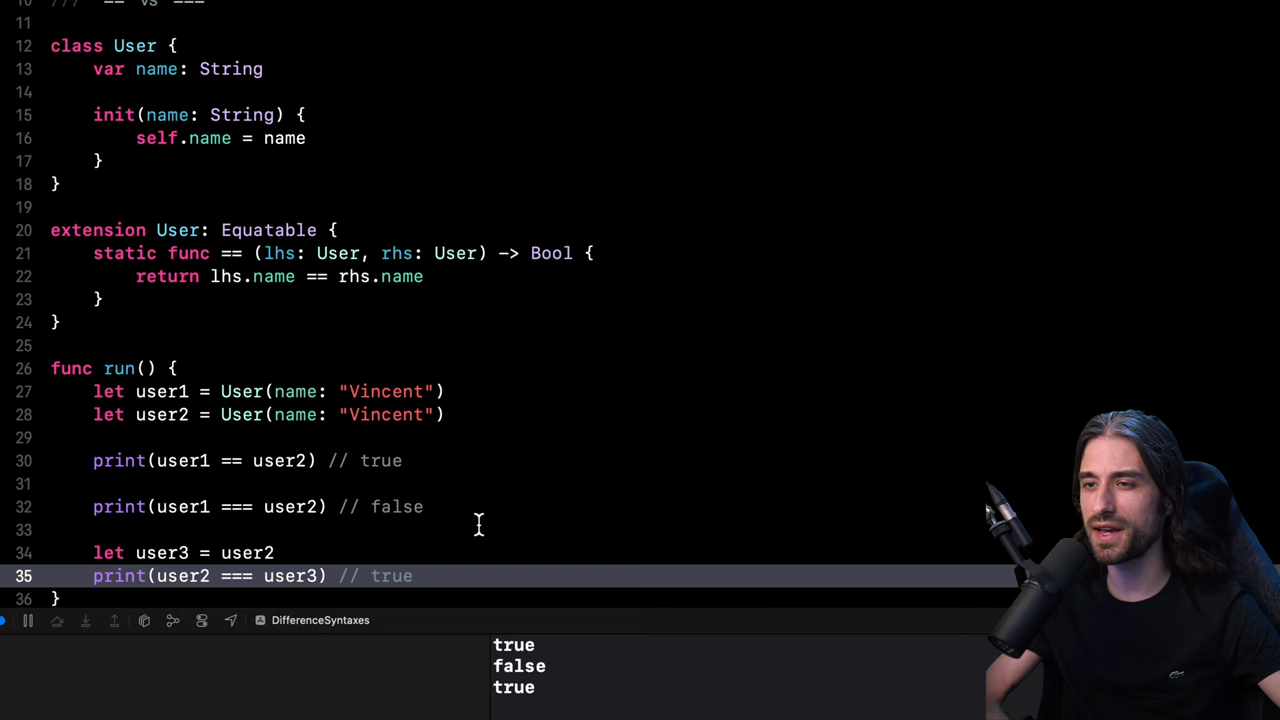 10 /// == vs ===
11
12 class User {
13 var name: String
14
15 init(name: String) {
16 self.name = name
17 }
18 }
19
20 extension User: Equatable {
21 static func == (lhs: User, rhs: User) -> Bool {
22 return lhs.name == rhs.name
23 }
24 }
25
26 func run() {
27 let user1 = User(name: "Vincent")
28 let user2 = User(name: "Vincent")
29
30 print(user1 == user2) // true
31
32 print(user1 === user2) // false
33
34 let user3 = user2
35 print(user2 === user3) // true
36 }
DifferenceSyntaxes
true
false
true